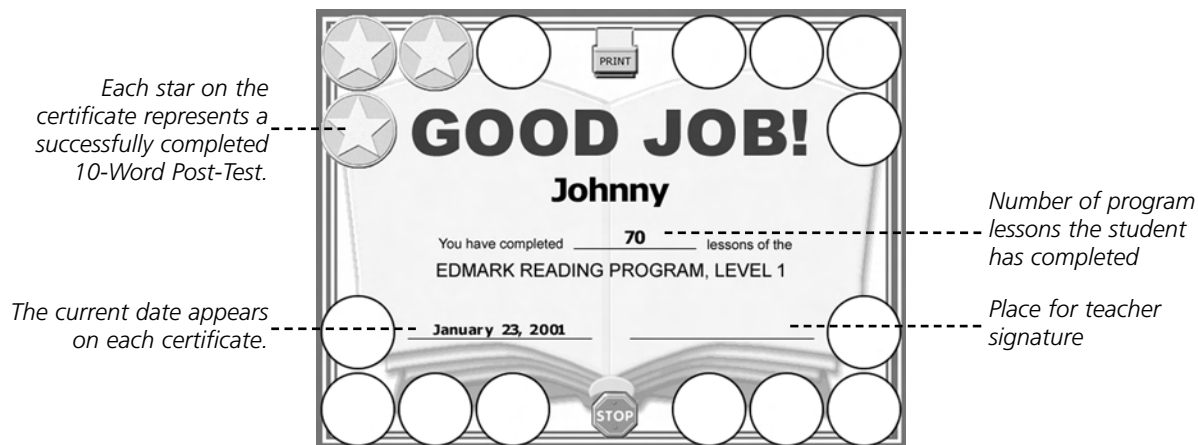 PRINT
Each star on the
certificate represents a
successfully completed
10-Word Post-Test.
GOOD JOB!
Johnny
Number of program
lessons the student
has completed
You have completed 70 lessons of the
EDMARK READING PROGRAM, LEVEL 1
The current date appears
on each certificate.
January 23, 2001
Place for teacher
signature
STOP